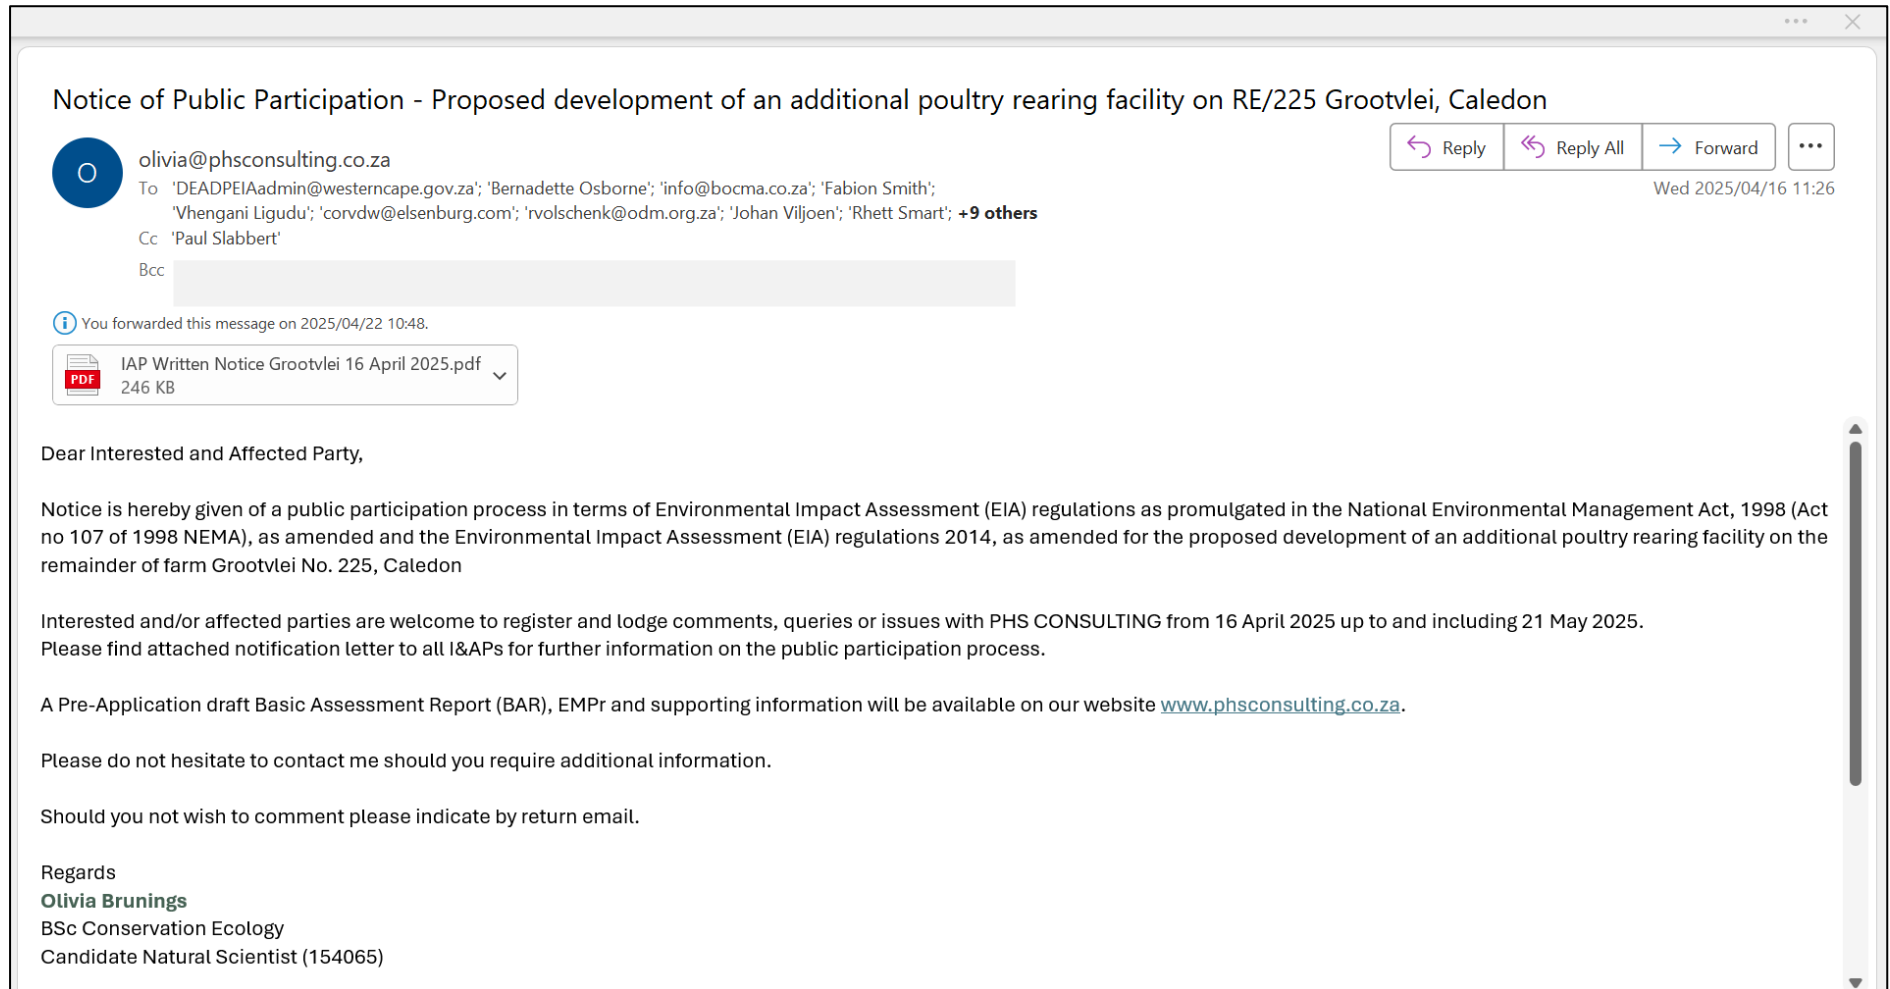 Notice of Public Participation - Proposed development of an additional poultry rearing facility on RE/225 Grootvlei, Caledon
O
olivia@phsconsulting.co.za
Reply
Reply All
Forward
Wed 2025/04/16 11:26
To 'DEADPEIAadmin@westerncape.gov.za'; 'Bernadette Osborne'; 'info@bocma.co.za'; 'Fabion Smith';
'Vhengani Ligudu'; 'corvdw@elsenburg.com'; 'rvolschenk@odm.org.za'; 'Johan Viljoen'; 'Rhett Smart'; +9 others
Cc 'Paul Slabbert'
Bcc
You forwarded this message on 2025/04/22 10:48.
PDF
IAP Written Notice Grootvlei 16 April 2025.pdf
246 KB
Dear Interested and Affected Party,
Notice is hereby given of a public participation process in terms of Environmental Impact Assessment (EIA) regulations as promulgated in the National Environmental Management Act, 1998 (Act
no 107 of 1998 NEMA), as amended and the Environmental Impact Assessment (EIA) regulations 2014, as amended for the proposed development of an additional poultry rearing facility on the
remainder of farm Grootvlei No. 225, Caledon
Interested and/or affected parties are welcome to register and lodge comments, queries or issues with PHS CONSULTING from 16 April 2025 up to and including 21 May 2025.
Please find attached notification letter to all I&APs for further information on the public participation process.
A Pre-Application draft Basic Assessment Report (BAR), EMPr and supporting information will be available on our website www.phsconsulting.co.za.
Please do not hesitate to contact me should you require additional information.
Should you not wish to comment please indicate by return email.
Regards
Olivia Brunings
BSc Conservation Ecology
Candidate Natural Scientist (154065)